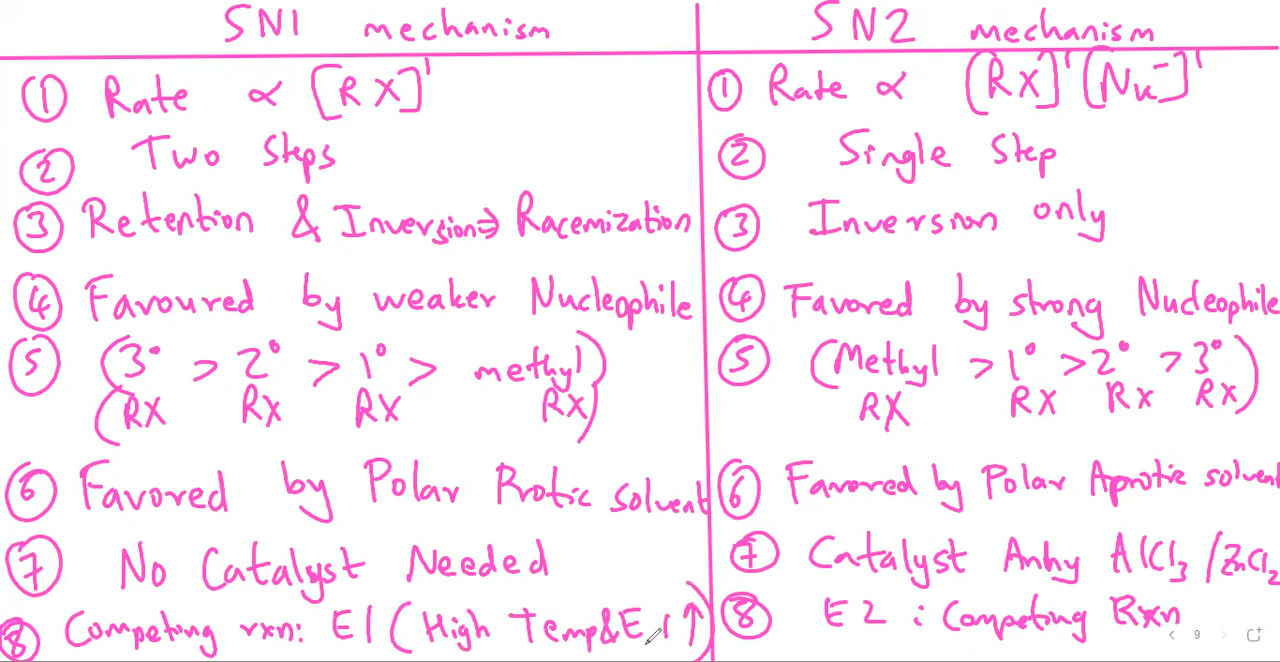 SN1 mechanism
① Rate ∝ [RX]¹
② Two Steps
③ Retention & Inversion ⇒ Racemization
④ Favoured by weaker Nucleophile
⑤ (3° > 2° > 1° > methyl)
(RX RX RX RX)
⑥ Favored by Polar Protic solvent
⑦ No Catalyst Needed
⑧ Competing rxn: E1 (High Temp & E1 ↑)
SN2 mechanism
① Rate ∝ [RX]¹ [Nu⁻]¹
② Single Step
③ Inversion only
④ Favored by strong Nucleophile
⑤ (Methyl > 1° > 2° > 3°)
RX RX RX RX)
⑥ Favored by Polar Aprotic solvent
⑦ Catalyst Anhy AlCl₃ / ZnCl₂
⑧ E2 : Competing Rxn
9